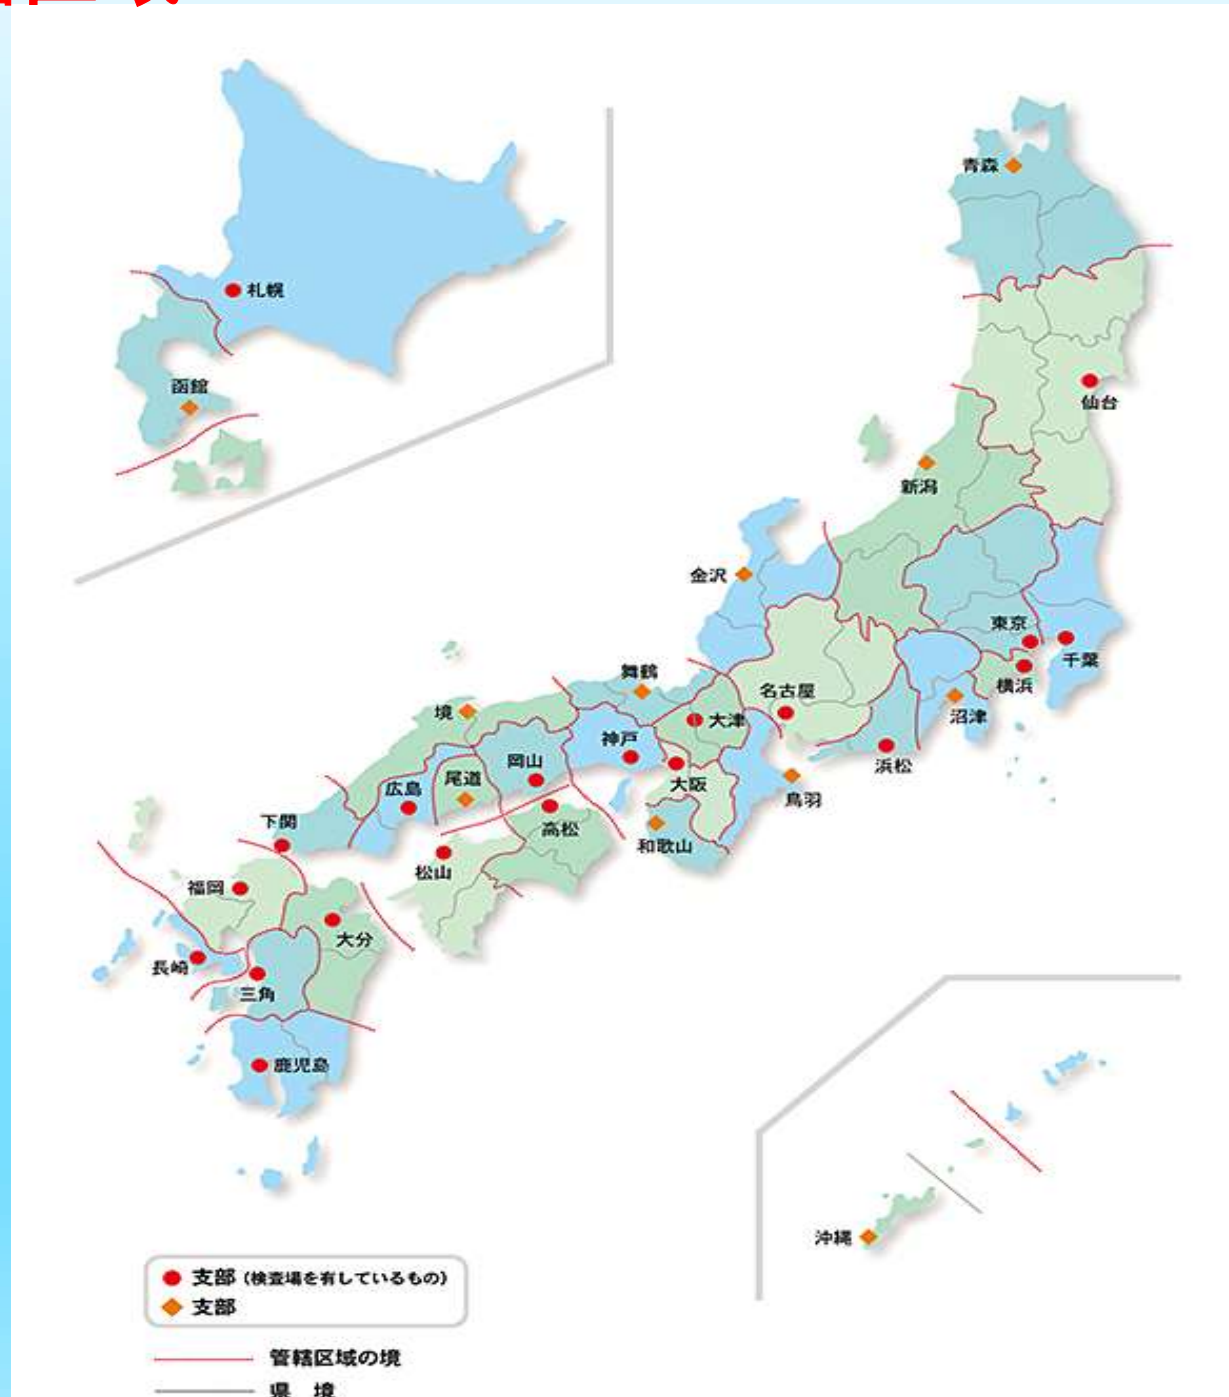 青森
札幌
函館
仙台
新潟
金沢
東京
千葉
横浜
舞鶴
名古屋
沼津
境
大津
神戸
浜松
岡山
尾道
大阪
広島
鳥羽
下関
高松
和歌山
松山
福岡
大分
長崎
三角
鹿児島
沖縄
支部（検査場を有しているもの）
支部
管轄区域の境
県 境